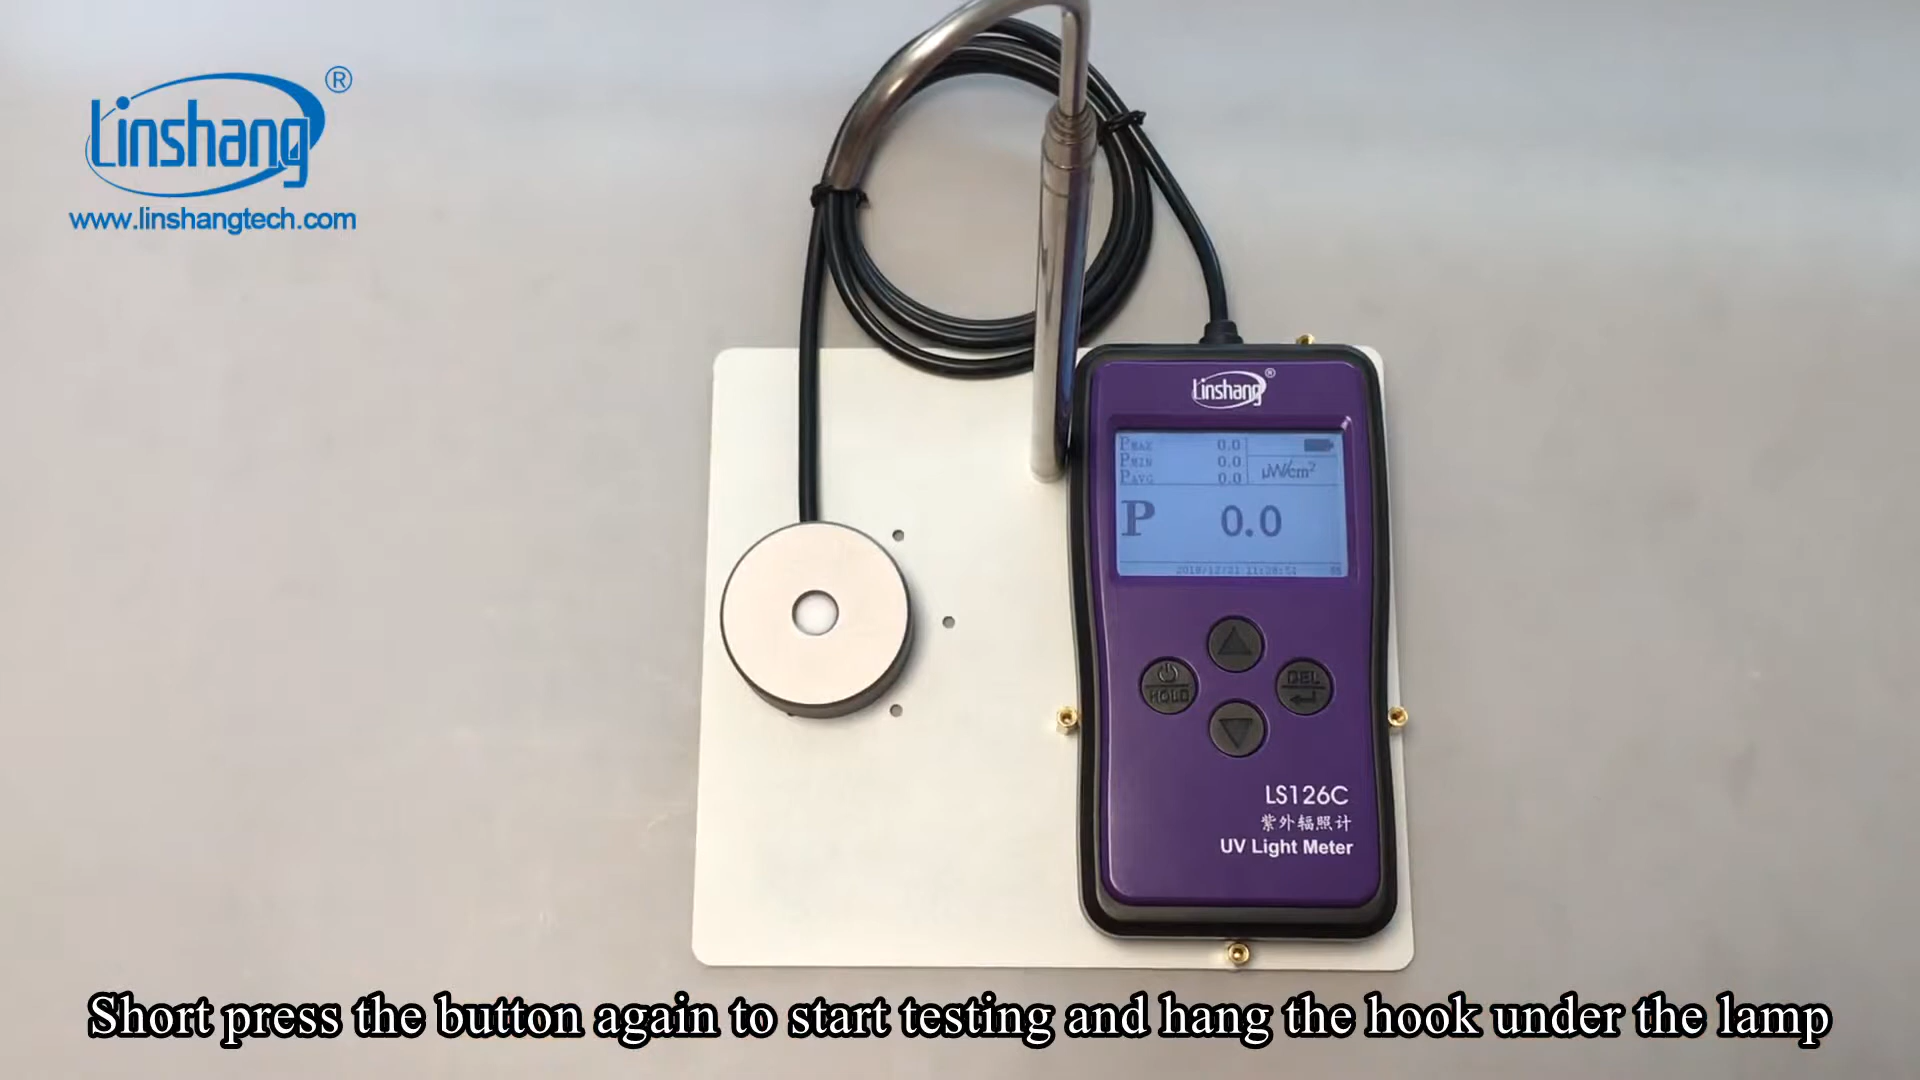 Linshang®
www.linshangtech.com
Linshang®
PMAX 0.0
PMIN 0.0
PAVG 0.0
μW/cm²
P 0.0
HOLD
DEL
LS126C
紫外辐照计
UV Light Meter
Short press the button again to start testing and hang the hook under the lamp